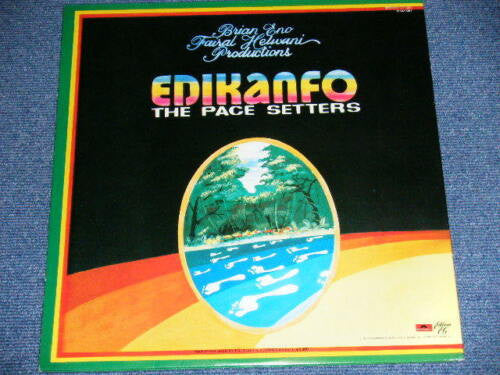 Brian Eno
Faisal Helwani
Productions
EDIKANFO
THE PACE SETTERS